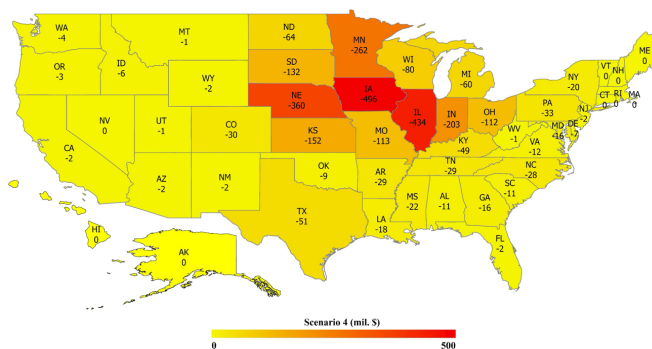 WA
-4
MT
-1
ND
-64
MN
-262
ME
0
OR
-3
ID
-6
SD
-132
WI
-80
MI
-60
NY
-20
VT
0
NH
0
WY
-2
NE
-360
IA
-496
IL
-434
IN
-203
OH
-112
PA
-33
CT
0
RI
0
MA
0
NJ
-2
NV
0
UT
-1
CO
-30
KS
-152
MO
-113
KY
-49
WV
-1
MD
-16
DE
-2
VA
-12
CA
-2
AZ
-2
NM
-2
OK
-9
AR
-29
TN
-29
NC
-28
SC
-11
TX
-51
LA
-18
MS
-22
AL
-11
GA
-16
FL
-2
HI
0
AK
0
Scenario 4 (mil. $)
0 500